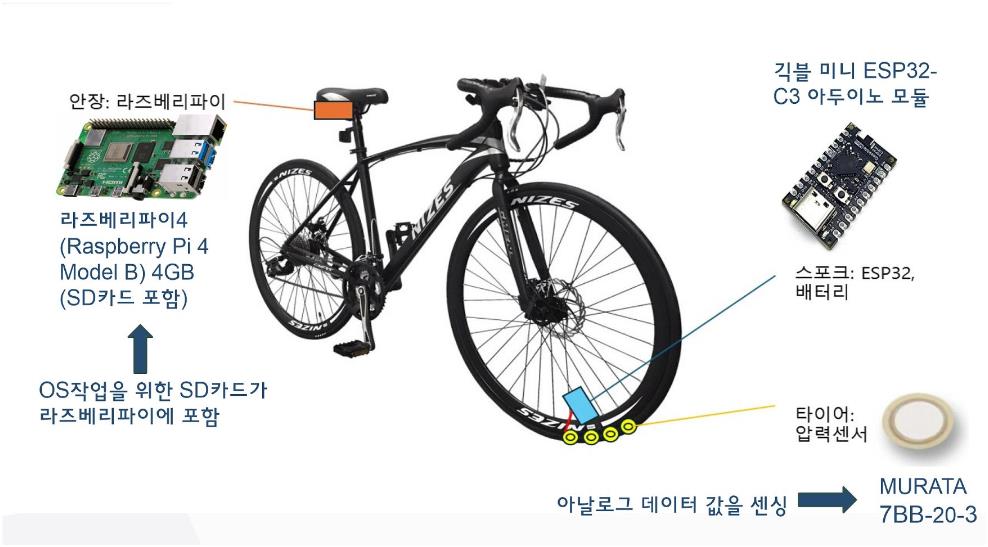 안장: 라즈베리파이
라즈베리파이4
(Raspberry Pi 4
Model B) 4GB
(SD카드 포함)
OS작업을 위한 SD카드가
라즈베리파이에 포함
NIZES
NIZES
NIZES
NIZES
NIZES
긱블 미니 ESP32-
C3 아두이노 모듈
스포크: ESP32,
배터리
타이어:
압력센서
아날로그 데이터 값을 센싱
MURATA
7BB-20-3